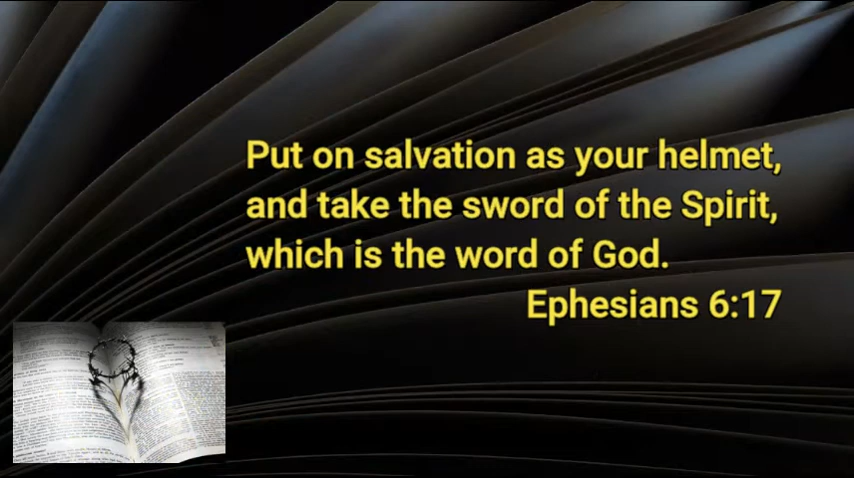 Put on salvation as your helmet,
and take the sword of the Spirit,
which is the word of God.
Ephesians 6:17